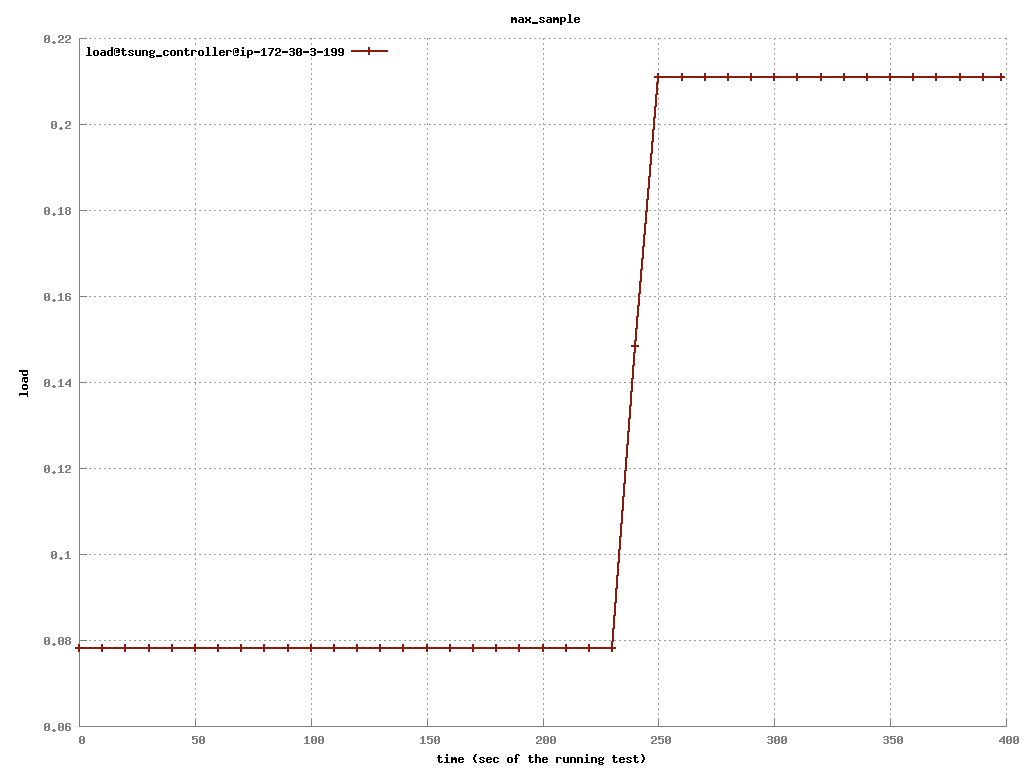 max_sample
load@tsung_controller@ip-172-30-3-199
0.22
0.2
0.18
0.16
0.14
0.12
0.1
0.08
0.06
load
0 50 100 150 200 250 300 350 400
time (sec of the running test)